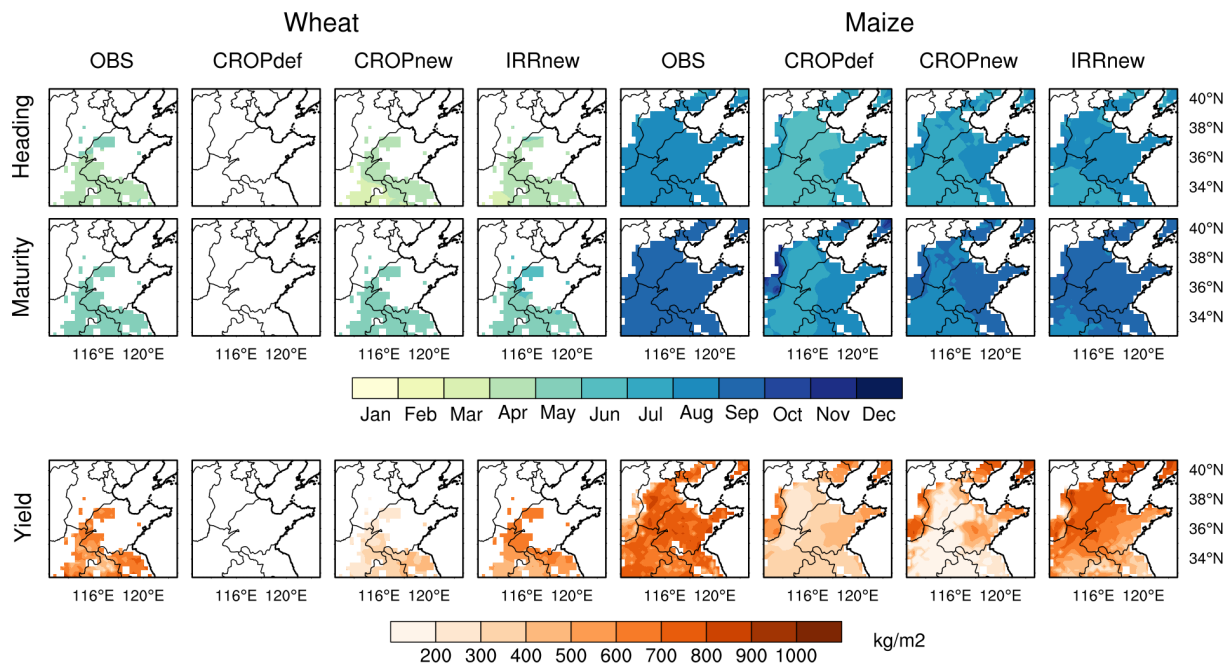 Wheat Maize
OBS CROPdef CROPnew IRRnew OBS CROPdef CROPnew IRRnew
Heading
40°N
38°N
36°N
34°N
Maturity
40°N
38°N
36°N
34°N
116°E 120°E 116°E 120°E 116°E 120°E 116°E 120°E 116°E 120°E 116°E 120°E 116°E 120°E 116°E 120°E
Jan Feb Mar Apr May Jun Jul Aug Sep Oct Nov Dec
Yield
40°N
38°N
36°N
34°N
116°E 120°E 116°E 120°E 116°E 120°E 116°E 120°E 116°E 120°E 116°E 120°E 116°E 120°E 116°E 120°E
200 300 400 500 600 700 800 900 1000 kg/m2